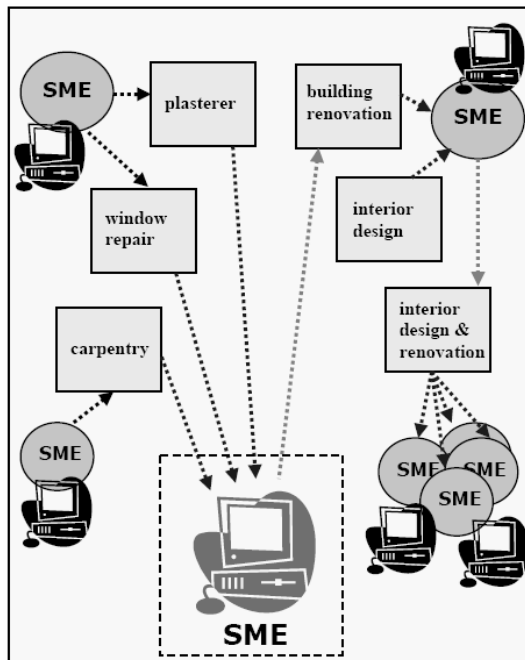 SME
plasterer
building
renovation
SME
window
repair
interior
design
carpentry
interior
design &
renovation
SME
SME
SME
SME
SME